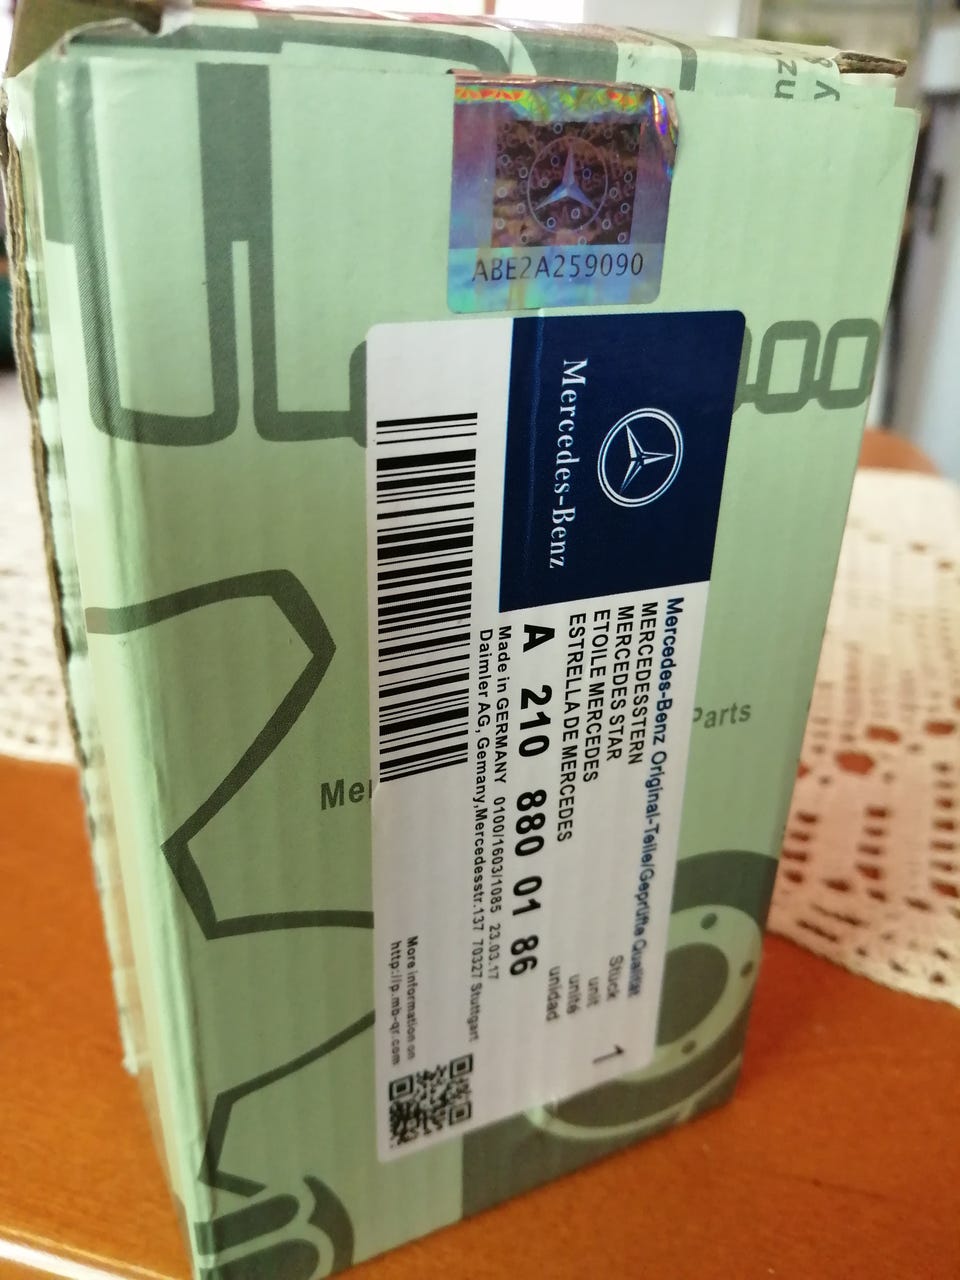 ABE2A259090
Mercedes-Benz
Mercedes-Benz Original-Teile/Geprüfte Qualität
MERCEDESSTERN
MERCEDES STAR
ETOILE MERCEDES
ESTRELLA DE MERCEDES
Stück
unit
unité
unidad
1
A 210 880 01 86
Made in GERMANY 0100/1603/1085 23.03.17
Daimler AG, Gemany,Mercedesstr.137 70327 Stuttgart
More information on
http://p.mb-qr.com
Parts
Mer